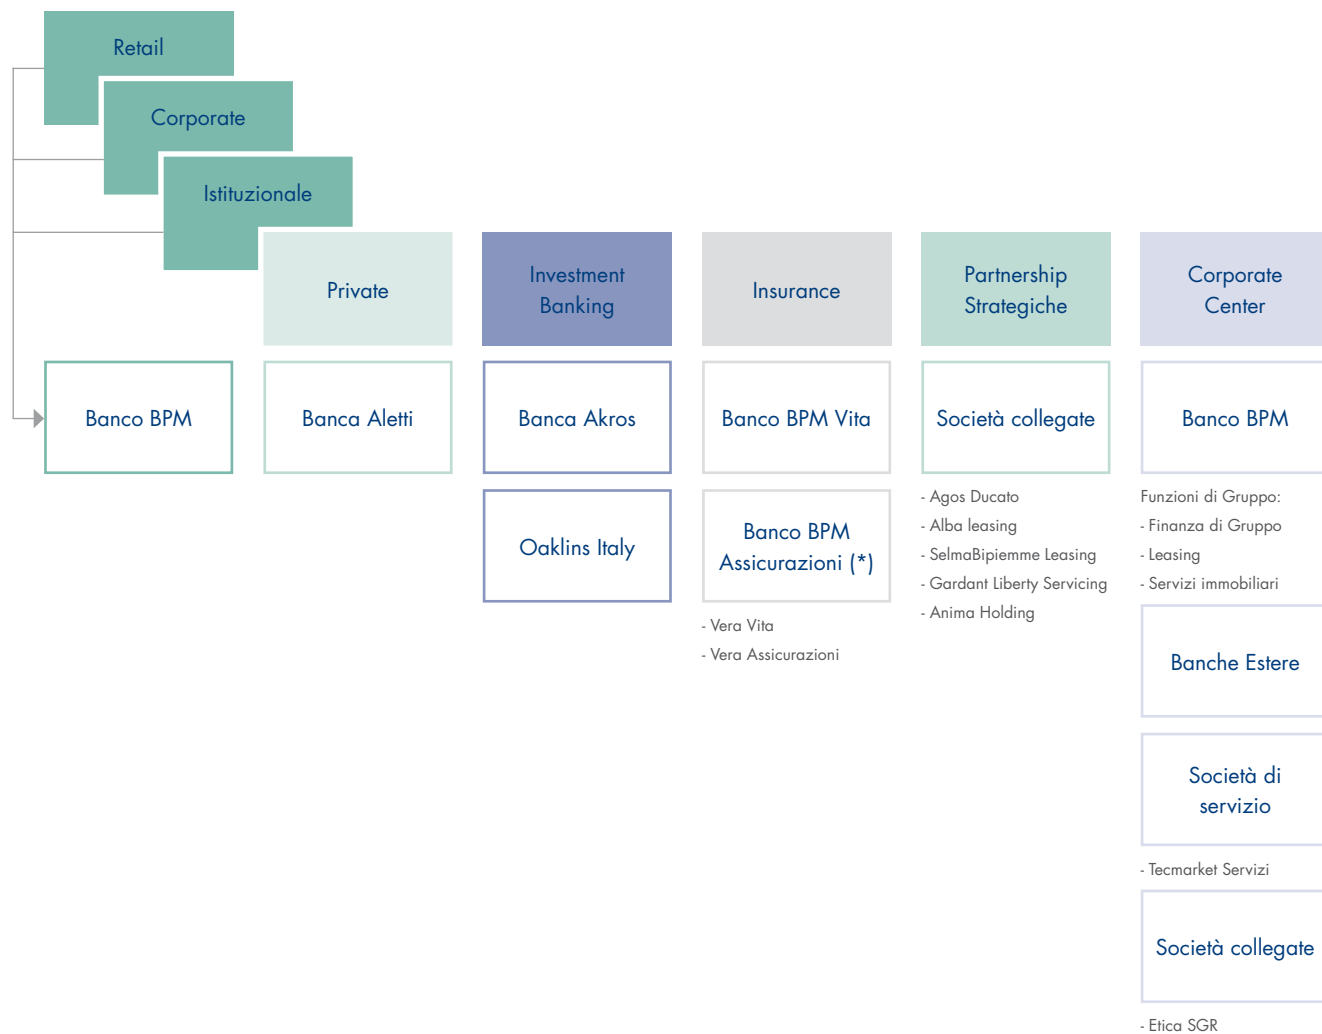 Retail
Corporate
Istituzionale
Private
Investment
Banking
Insurance
Partnership
Strategiche
Corporate
Center
Banco BPM
Banca Aletti
Banca Akros
Banco BPM Vita
Società collegate
Banco BPM
Oaklins Italy
Banco BPM
Assicurazioni (*)
- Vera Vita
- Vera Assicurazioni
- Agos Ducato
- Alba leasing
- SelmaBipiemme Leasing
- Gardant Liberty Servicing
- Anima Holding
Funzioni di Gruppo:
- Finanza di Gruppo
- Leasing
- Servizi immobiliari
Banche Estere
Società di
servizio
- Tecmarket Servizi
Società collegate
- Etica SGR